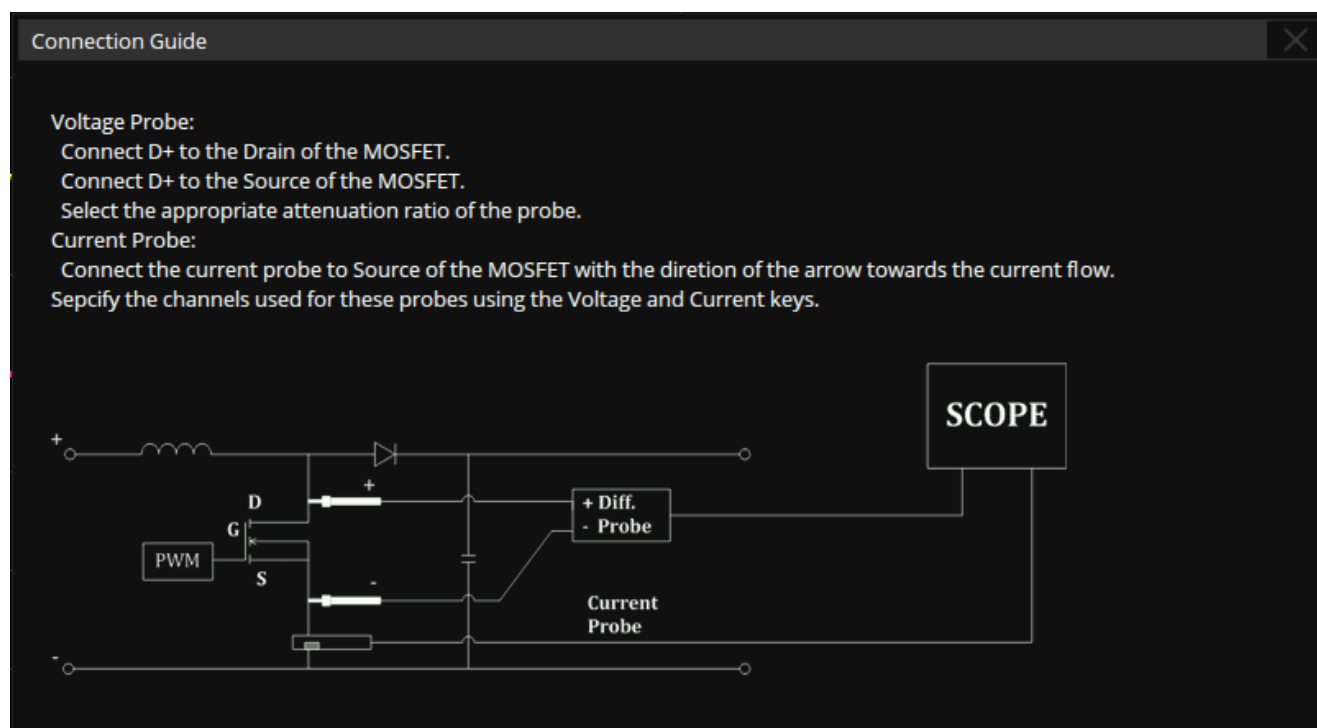 Connection Guide
Voltage Probe:
Connect D+ to the Drain of the MOSFET.
Connect D+ to the Source of the MOSFET.
Select the appropriate attenuation ratio of the probe.
Current Probe:
Connect the current probe to Source of the MOSFET with the diretion of the arrow towards the current flow.
Sepcify the channels used for these probes using the Voltage and Current keys.
SCOPE
+
+
D
+ Diff.
G
- Probe
PWM
S
-
Current
Probe
-